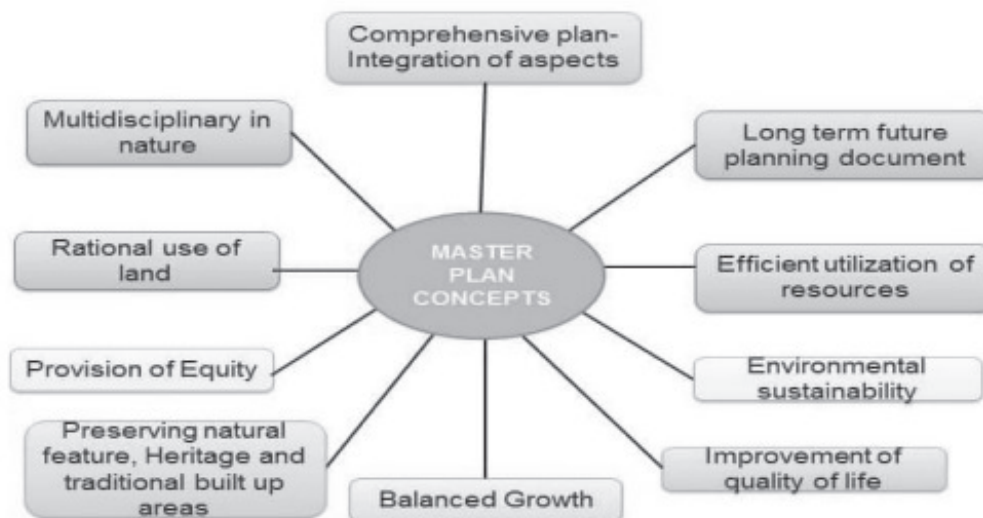 Comprehensive plan-
Integration of aspects
Multidisciplinary in
nature
Long term future
planning document
Rational use of
land
MASTER
PLAN
CONCEPTS
Efficient utilization of
resources
Provision of Equity
Environmental
sustainability
Preserving natural
feature, Heritage and
traditional built up
areas
Balanced Growth
Improvement of
quality of life